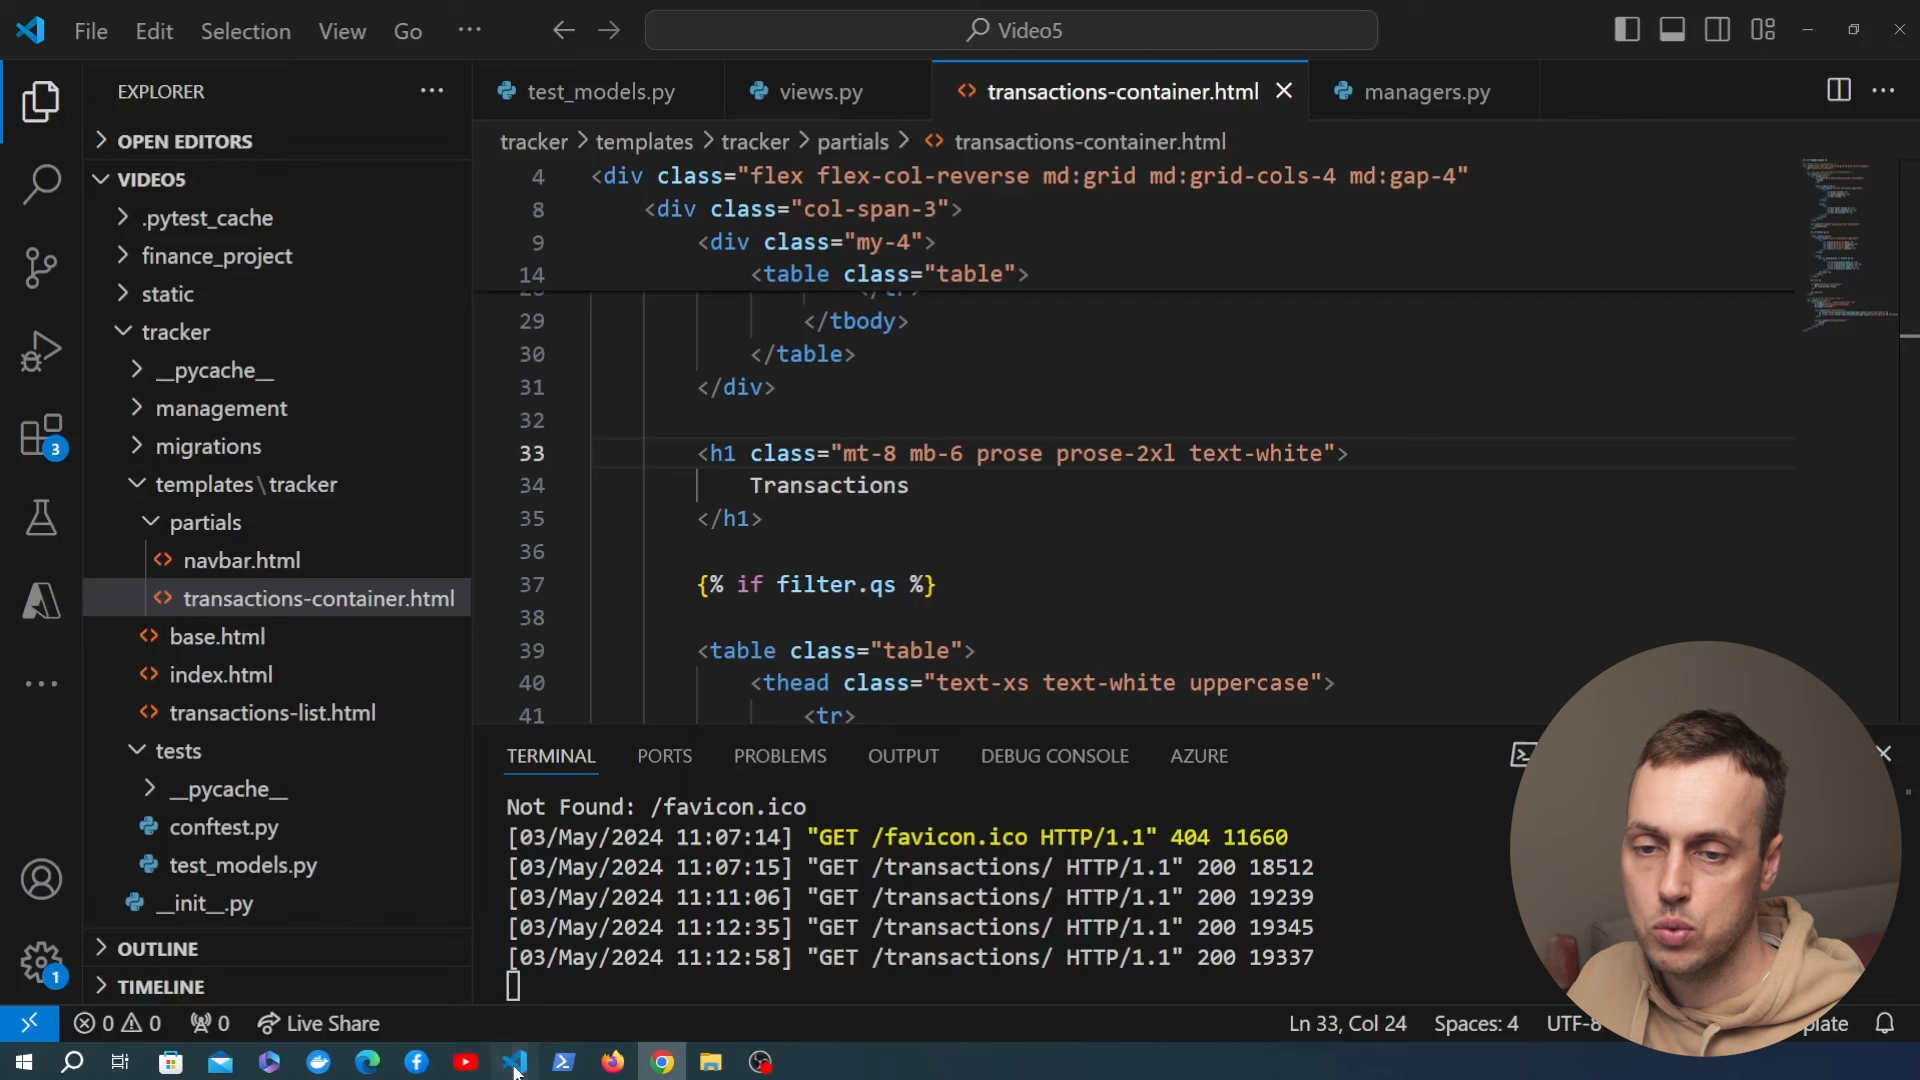 File Edit Selection View Go ··· Video5
EXPLORER
OPEN EDITORS
VIDEO5
.pytest_cache
finance_project
static
tracker
__pycache__
management
migrations
templates\tracker
partials
navbar.html
transactions-container.html
base.html
index.html
transactions-list.html
tests
__pycache__
conftest.py
test_models.py
__init__.py
OUTLINE
TIMELINE
3
1
test_models.py views.py transactions-container.html managers.py
tracker > templates > tracker > partials > transactions-container.html
4 <div class="flex flex-col-reverse md:grid md:grid-cols-4 md:gap-4"
8 <div class="col-span-3">
9 <div class="my-4">
14 <table class="table">
29 </tbody>
30 </table>
31 </div>
32
33 <h1 class="mt-8 mb-6 prose prose-2xl text-white">
34 Transactions
35 </h1>
36
37 {% if filter.qs %}
38
39 <table class="table">
40 <thead class="text-xs text-white uppercase">
41 <tr>
TERMINAL PORTS PROBLEMS OUTPUT DEBUG CONSOLE AZURE
Not Found: /favicon.ico
[03/May/2024 11:07:14] "GET /favicon.ico HTTP/1.1" 404 11660
[03/May/2024 11:07:15] "GET /transactions/ HTTP/1.1" 200 18512
[03/May/2024 11:11:06] "GET /transactions/ HTTP/1.1" 200 19239
[03/May/2024 11:12:35] "GET /transactions/ HTTP/1.1" 200 19345
[03/May/2024 11:12:58] "GET /transactions/ HTTP/1.1" 200 19337
0 0 0 Live Share Ln 33, Col 24 Spaces: 4 UTF-8 plate